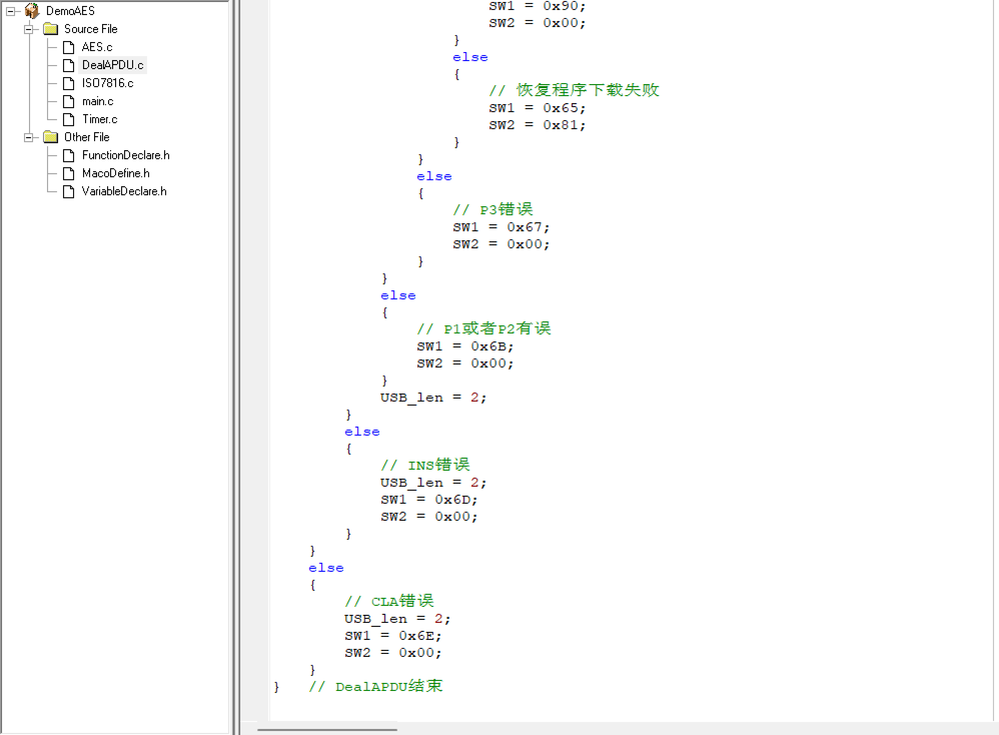 DemoAES
Source File
AES.c
DealAPDU.c
ISO7816.c
main.c
Timer.c
Other File
FunctionDeclare.h
MacoDefine.h
VariableDeclare.h
SW1 = 0x90;
SW2 = 0x00;
}
else
{
// 恢复程序下载失败
SW1 = 0x65;
SW2 = 0x81;
}
}
else
{
// P3错误
SW1 = 0x67;
SW2 = 0x00;
}
}
else
{
// P1或者P2有误
SW1 = 0x6B;
SW2 = 0x00;
}
USB_len = 2;
}
else
{
// INS错误
USB_len = 2;
SW1 = 0x6D;
SW2 = 0x00;
}
}
else
{
// CLA错误
USB_len = 2;
SW1 = 0x6E;
SW2 = 0x00;
}
} // DealAPDU结束